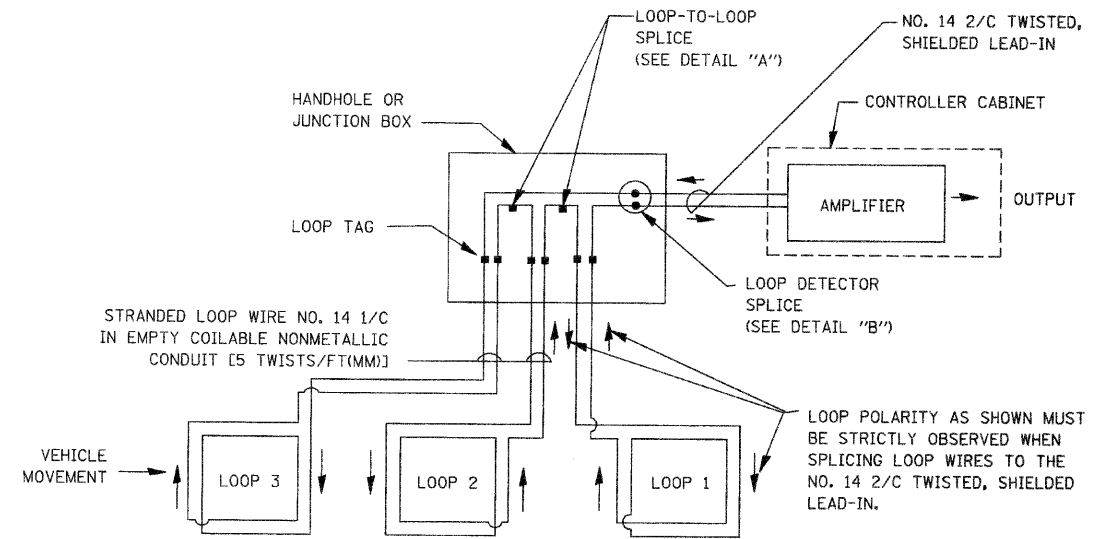 LOOP-TO-LOOP
SPLICE
(SEE DETAIL "A")
NO. 14 2/C TWISTED,
SHIELDED LEAD-IN
HANDHOLE OR
JUNCTION BOX
CONTROLLER CABINET
AMPLIFIER
OUTPUT
LOOP TAG
LOOP DETECTOR
SPLICE
(SEE DETAIL "B")
STRANDED LOOP WIRE NO. 14 1/C
IN EMPTY COILABLE NONMETALLIC
CONDUIT [5 TWISTS/FT(MM)]
LOOP POLARITY AS SHOWN MUST
BE STRICTLY OBSERVED WHEN
SPLICING LOOP WIRES TO THE
NO. 14 2/C TWISTED, SHIELDED
LEAD-IN.
VEHICLE
MOVEMENT
LOOP 3
LOOP 2
LOOP 1